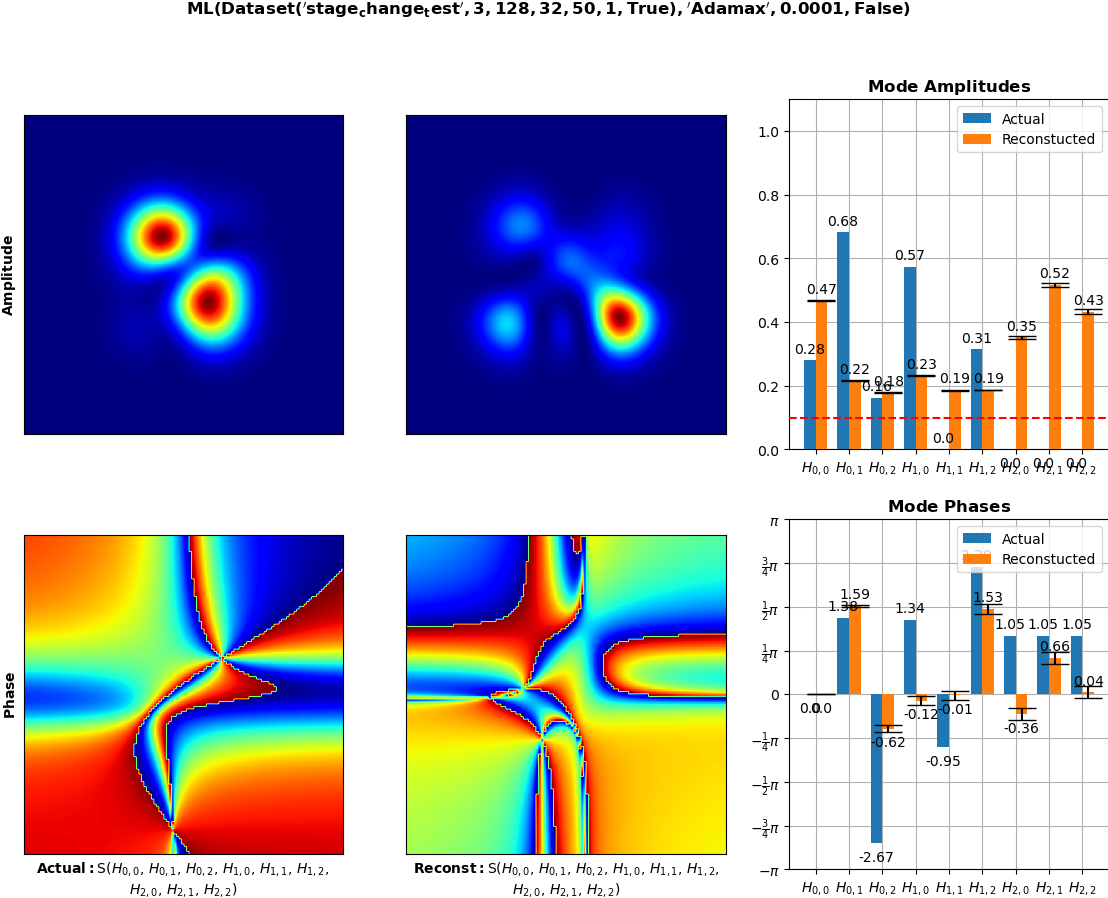 ML(Dataset('stage_change_test', 3, 128, 32, 50, 1, True), 'Adamax', 0.0001, False)
Amplitude
Mode Amplitudes
Actual
Reconstucted
1.0
0.8
0.6
0.4
0.2
0.0
0.28
0.47
0.68
0.22
0.16
0.18
0.57
0.23
0.0
0.19
0.31
0.19
0.0
0.35
0.0
0.52
0.0
0.43
H0,0 H0,1 H0,2 H1,0 H1,1 H1,2 H2,0 H2,1 H2,2
Phase
Mode Phases
Actual
Reconstucted
π
3/4π
1/2π
1/4π
0
−1/4π
−1/2π
−3/4π
−π
0.0
0.0
1.38
1.59
-2.67
-0.62
1.34
-0.12
-0.95
-0.01
1.53
1.05
-0.36
1.05
0.66
1.05
0.04
H0,0 H0,1 H0,2 H1,0 H1,1 H1,2 H2,0 H2,1 H2,2
Actual: S(H0,0, H0,1, H0,2, H1,0, H1,1, H1,2,
H2,0, H2,1, H2,2)
Reconst: S(H0,0, H0,1, H0,2, H1,0, H1,1, H1,2,
H2,0, H2,1, H2,2)